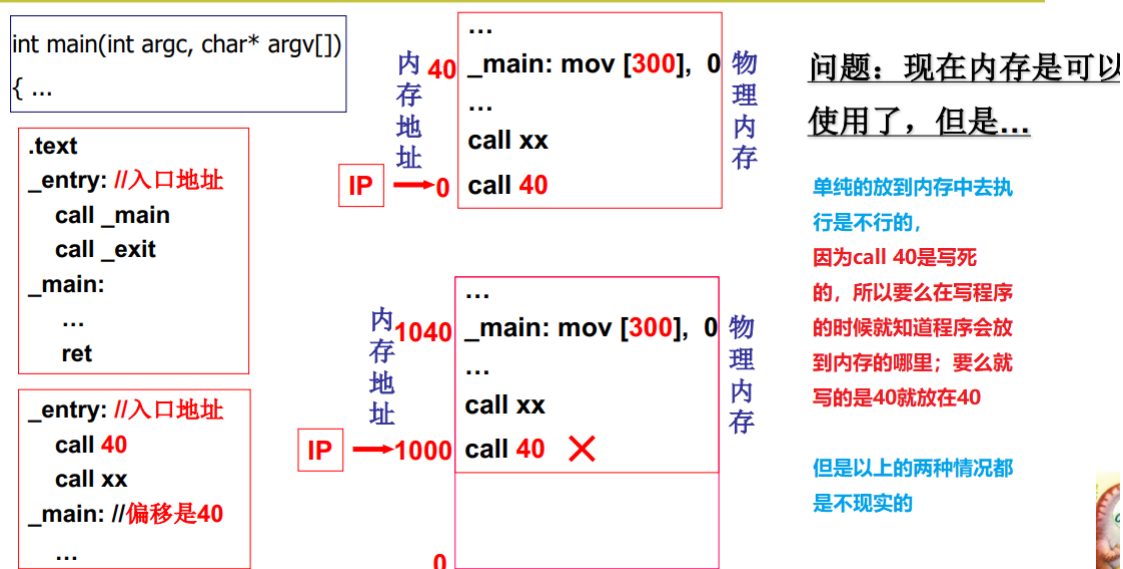 int main(int argc, char* argv[])
{ ...
.text
_entry: //入口地址
call _main
call _exit
_main:
...
ret
_entry: //入口地址
call 40
call xx
_main: //偏移是40
...
内存地址
40
IP
0
...
_main: mov [300], 0
...
call xx
call 40
物理内存
内存地址
1040
IP
1000
0
...
_main: mov [300], 0
...
call xx
call 40
物理内存
问题：现在内存是可以
使用了，但是...
单纯的放到内存中去执
行是不行的，
因为call 40是写死
的，所以要么在写程序
的时候就知道程序会放
到内存的哪里；要么就
写的是40就放在40
但是以上的两种情况都
是不现实的